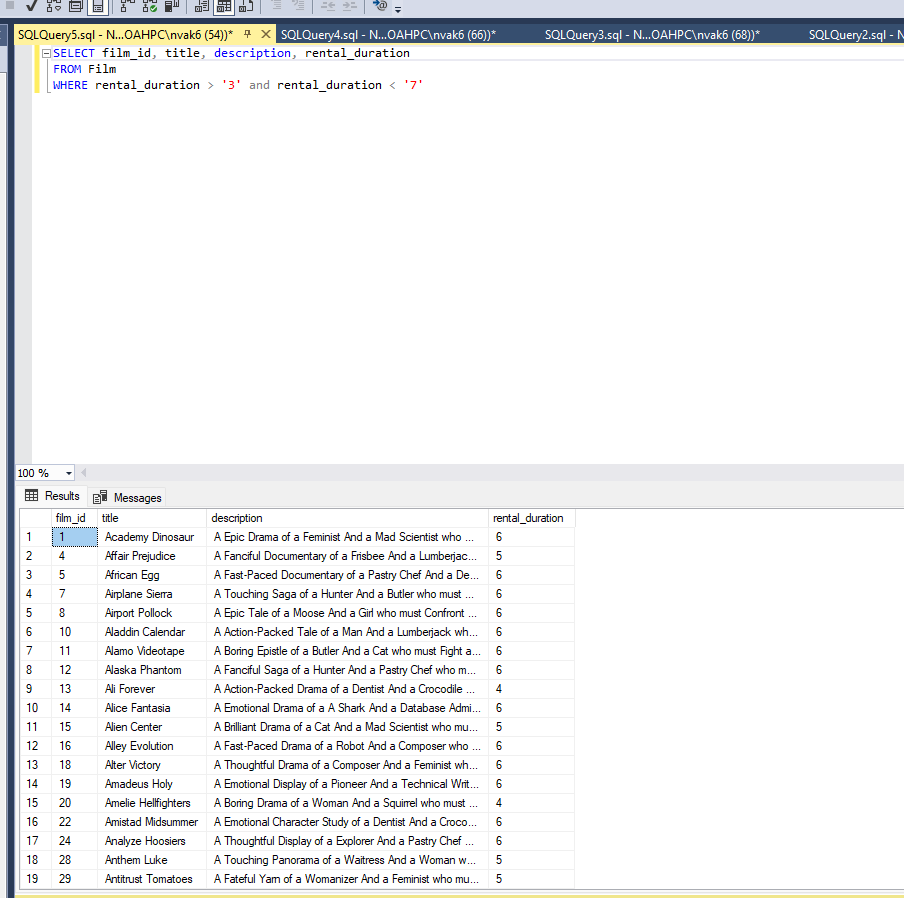 SQLQuery5.sql - N...OAHPC\nvak6 (54))* SQLQuery4.sql - N...OAHPC\nvak6 (66))* SQLQuery3.sql - N...OAHPC\nvak6 (68))* SQLQuery2.sql - N
SELECT film_id, title, description, rental_duration
FROM Film
WHERE rental_duration > '3' and rental_duration < '7'
100 %
Results Messages
film_id title description rental_duration
1 1 Academy Dinosaur A Epic Drama of a Feminist And a Mad Scientist who ... 6
2 4 Affair Prejudice A Fanciful Documentary of a Frisbee And a Lumberjac... 5
3 5 African Egg A Fast-Paced Documentary of a Pastry Chef And a De... 6
4 7 Airplane Sierra A Touching Saga of a Hunter And a Butler who must ... 6
5 8 Airport Pollock A Epic Tale of a Moose And a Girl who must Confront ... 6
6 10 Aladdin Calendar A Action-Packed Tale of a Man And a Lumberjack wh... 6
7 11 Alamo Videotape A Boring Epistle of a Butler And a Cat who must Fight a... 6
8 12 Alaska Phantom A Fanciful Saga of a Hunter And a Pastry Chef who m... 6
9 13 Ali Forever A Action-Packed Drama of a Dentist And a Crocodile ... 4
10 14 Alice Fantasia A Emotional Drama of a A Shark And a Database Admi... 6
11 15 Alien Center A Brilliant Drama of a Cat And a Mad Scientist who mu... 5
12 16 Alley Evolution A Fast-Paced Drama of a Robot And a Composer who ... 6
13 18 Alter Victory A Thoughtful Drama of a Composer And a Feminist wh... 6
14 19 Amadeus Holy A Emotional Display of a Pioneer And a Technical Writ... 6
15 20 Amelie Hellfighters A Boring Drama of a Woman And a Squirrel who must ... 4
16 22 Amistad Midsummer A Emotional Character Study of a Dentist And a Croco... 6
17 24 Analyze Hoosiers A Thoughtful Display of a Explorer And a Pastry Chef ... 6
18 28 Anthem Luke A Touching Panorama of a Waitress And a Woman w... 5
19 29 Antitrust Tomatoes A Fateful Yarn of a Womanizer And a Feminist who mu... 5